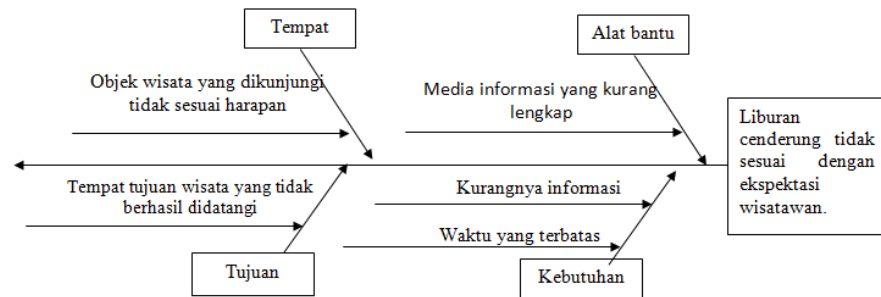 Tempat
Alat bantu
Objek wisata yang dikunjungi
tidak sesuai harapan
Media informasi yang kurang
lengkap
Liburan
cenderung tidak
sesuai dengan
ekspektasi
wisatawan.
Tempat tujuan wisata yang tidak
berhasil didatangi
Kurangnya informasi
Waktu yang terbatas
Tujuan
Kebutuhan